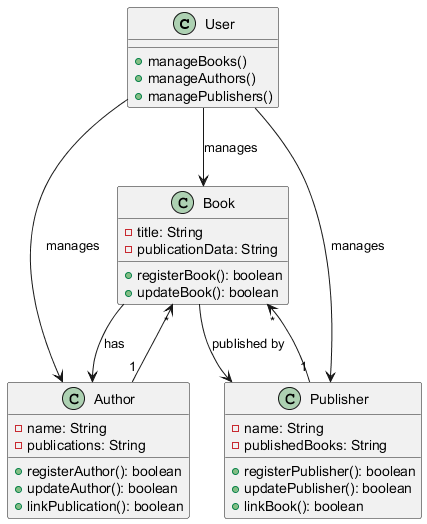 C User
manageBooks()
manageAuthors()
managePublishers()
manages
manages
manages
C Book
title: String
publicationData: String
registerBook(): boolean
updateBook(): boolean
*
*
has
published by
1
1
C Author
name: String
publications: String
registerAuthor(): boolean
updateAuthor(): boolean
linkPublication(): boolean
C Publisher
name: String
publishedBooks: String
registerPublisher(): boolean
updatePublisher(): boolean
linkBook(): boolean